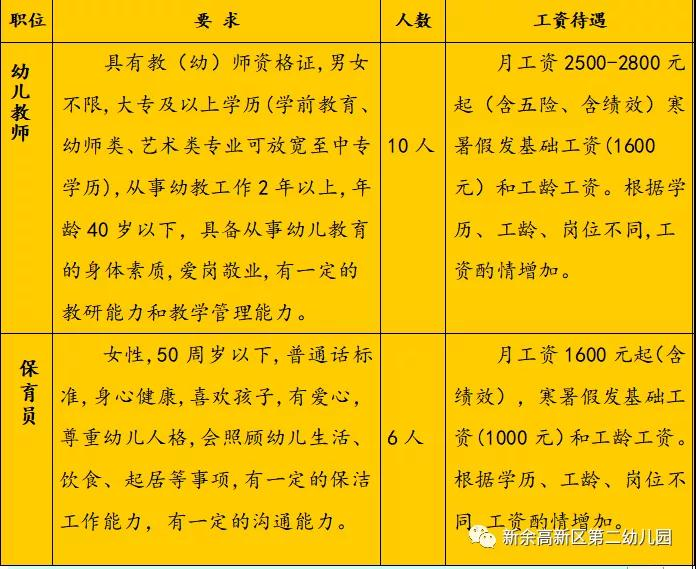 职位 要 求 人数 工资待遇
幼儿教师
具有教（幼）师资格证,男女
不限,大专及以上学历(学前教育、
幼师类、艺术类专业可放宽至中专
学历),从事幼教工作2年以上,年
龄40岁以下，具备从事幼儿教育
的身体素质,爱岗敬业,有一定的
教研能力和教学管理能力。
10人
月工资2500-2800元
起（含五险、含绩效）寒
暑假发基础工资(1600
元）和工龄工资。根据学
历、工龄、岗位不同,工
资酌情增加。
保育员
女性,50周岁以下,普通话标
准,身心健康,喜欢孩子,有爱心,
尊重幼儿人格,会照顾幼儿生活、
饮食、起居等事项,有一定的保洁
工作能力，有一定的沟通能力。
6人
月工资1600元起(含
绩效），寒暑假发基础工
资(1000元)和工龄工资。
根据学历、工龄、岗位不
同,工资酌情增加。
新余高新区第二幼儿园